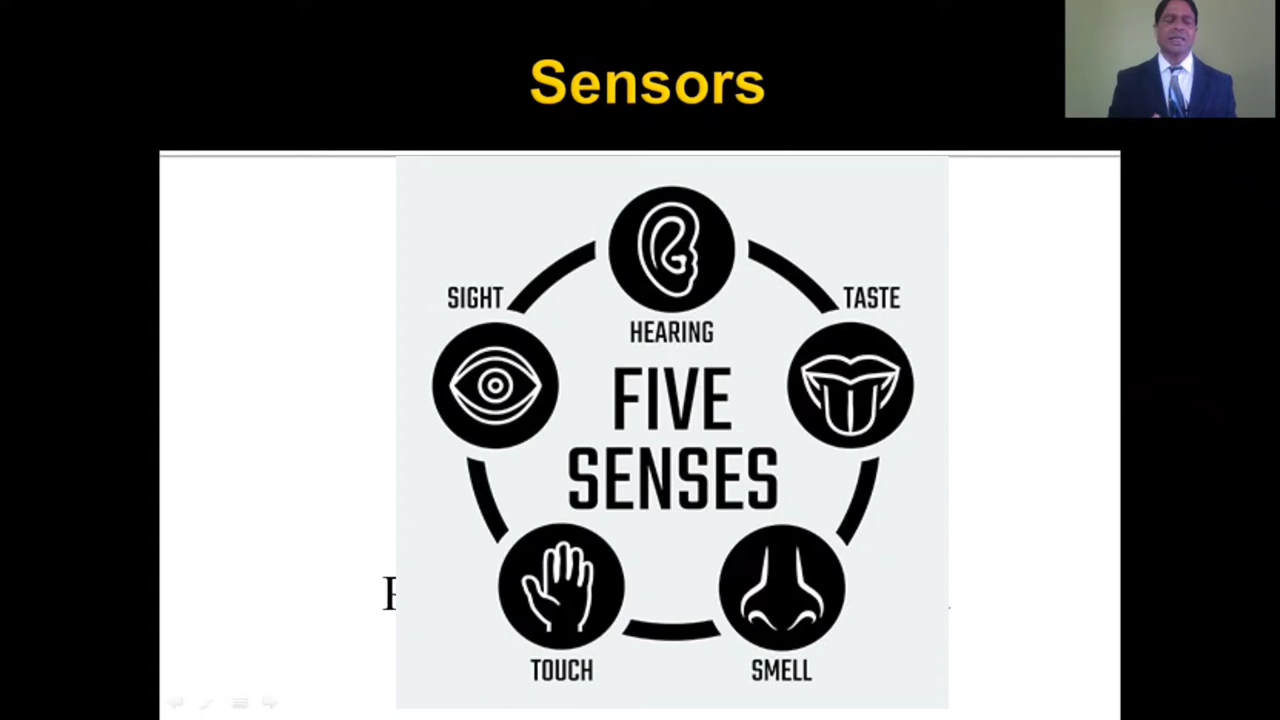 Sensors
SIGHT
HEARING
TASTE
FIVE
SENSES
TOUCH
SMELL